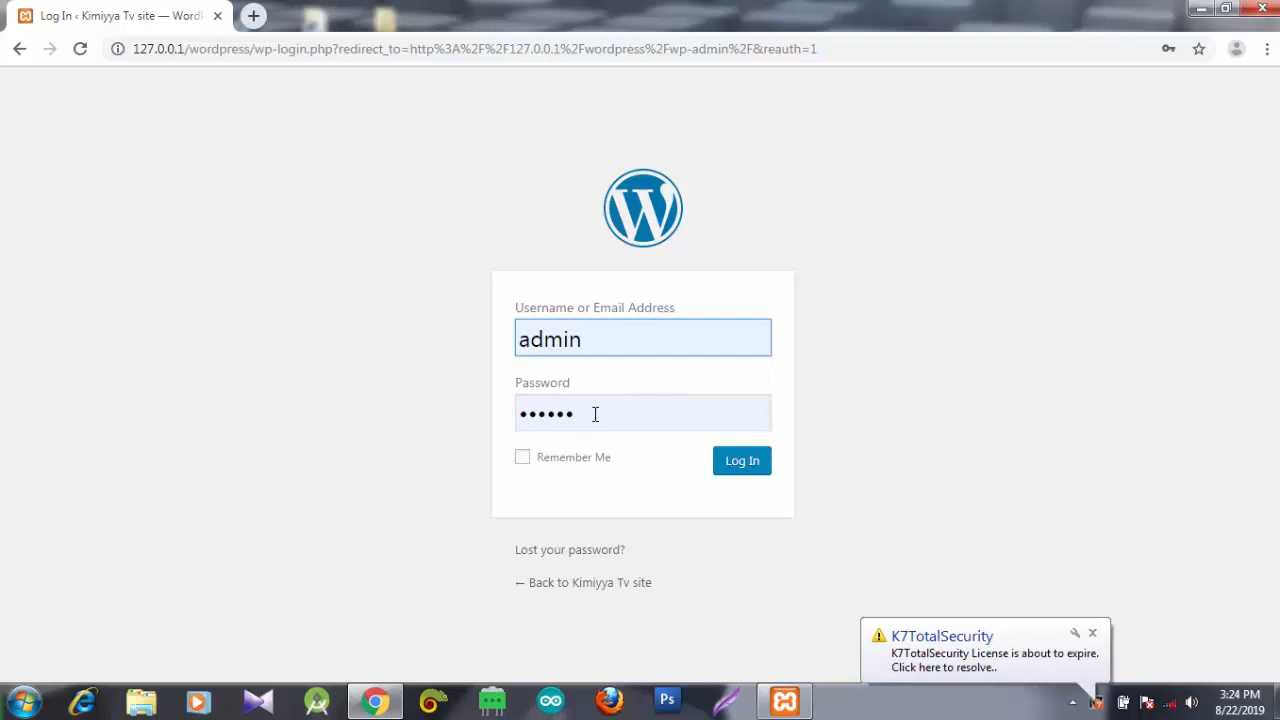 Log In ‹ Kimiyya Tv site — WordP
127.0.0.1/wordpress/wp-login.php?redirect_to=http%3A%2F%2F127.0.0.1%2Fwordpress%2Fwp-admin%2F&reauth=1
Username or Email Address
admin
Password
••••••
Remember Me
Log In
Lost your password?
← Back to Kimiyya Tv site
K7TotalSecurity
K7TotalSecurity License is about to expire.
Click here to resolve..
Ps
3:24 PM
8/22/2019